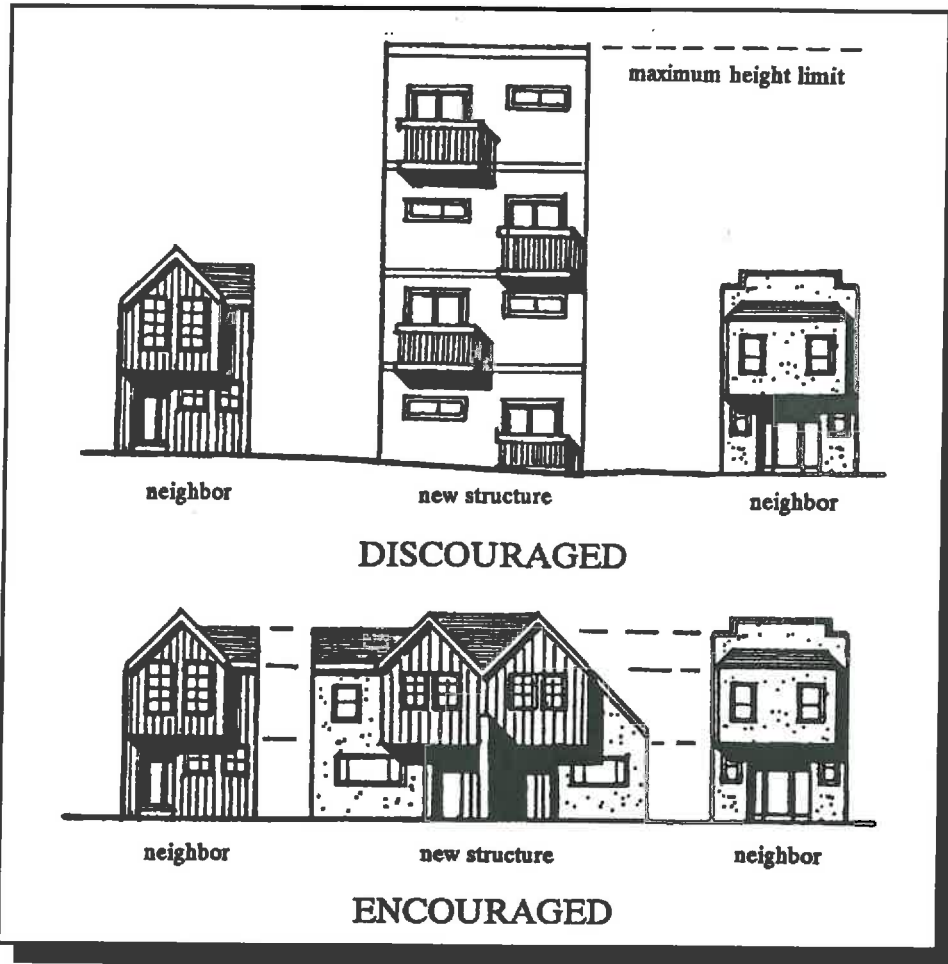 maximum height limit
neighbor
new structure
neighbor
DISCOURAGED
neighbor
new structure
neighbor
ENCOURAGED